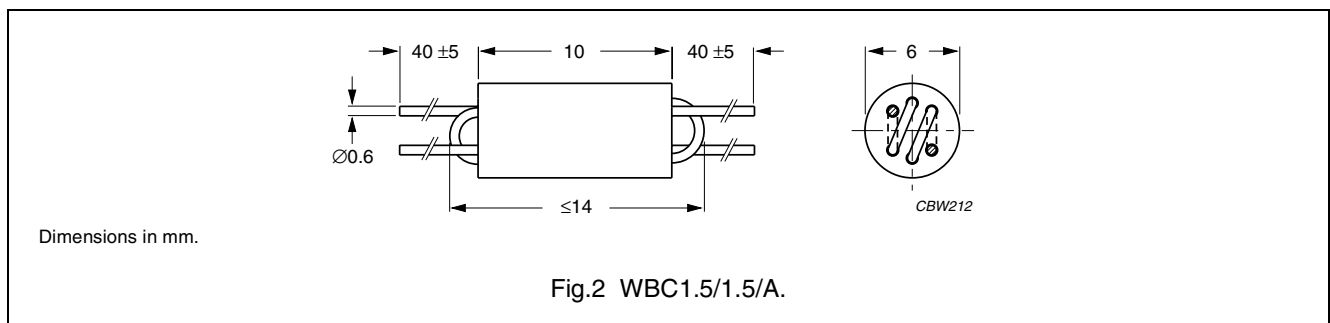 40 ±5 10 40 ±5 6
∅0.6
≤14
CBW212
Dimensions in mm.
Fig.2 WBC1.5/1.5/A.